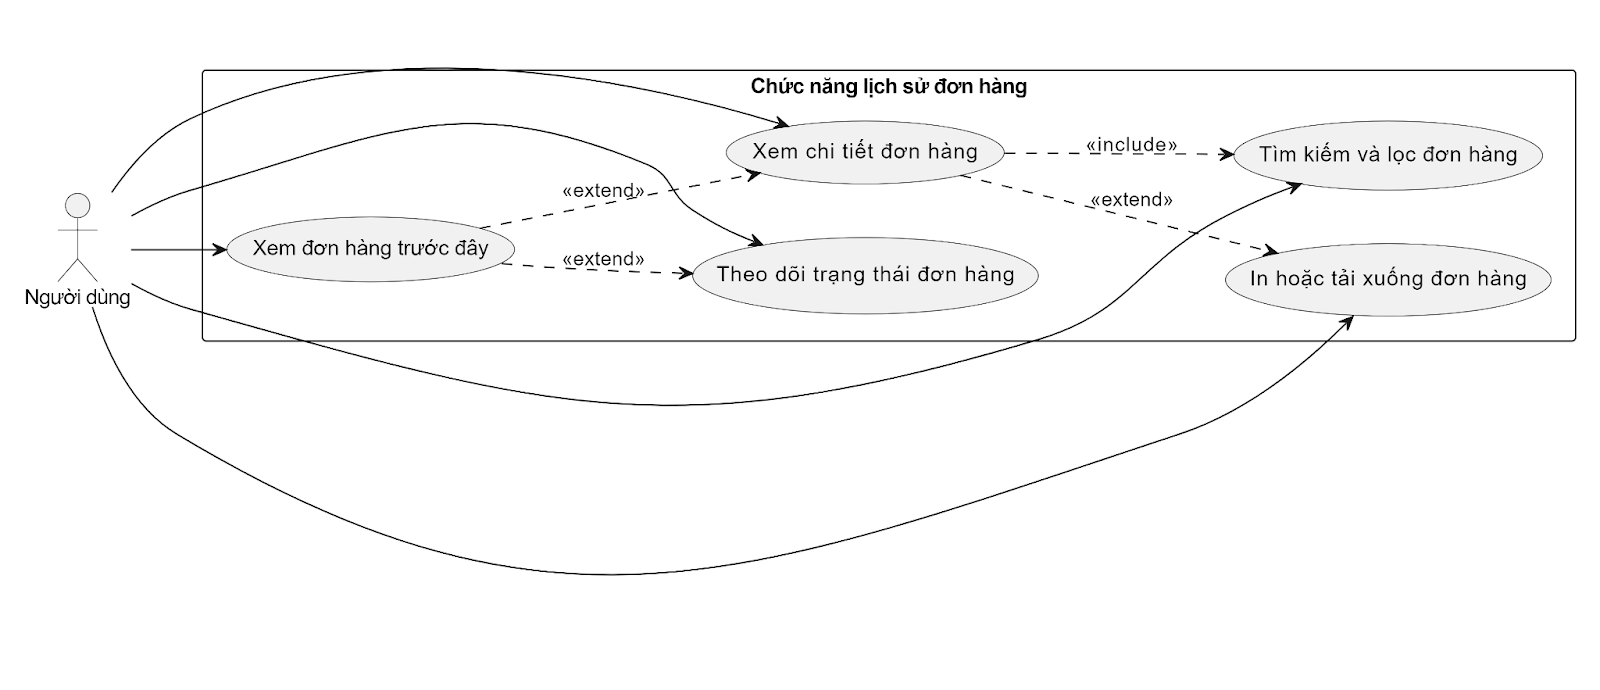 Chức năng lịch sử đơn hàng
Xem chi tiết đơn hàng
«include»
Tìm kiếm và lọc đơn hàng
«extend»
«extend»
Xem đơn hàng trước đây
«extend»
Theo dõi trạng thái đơn hàng
In hoặc tải xuống đơn hàng
Người dùng